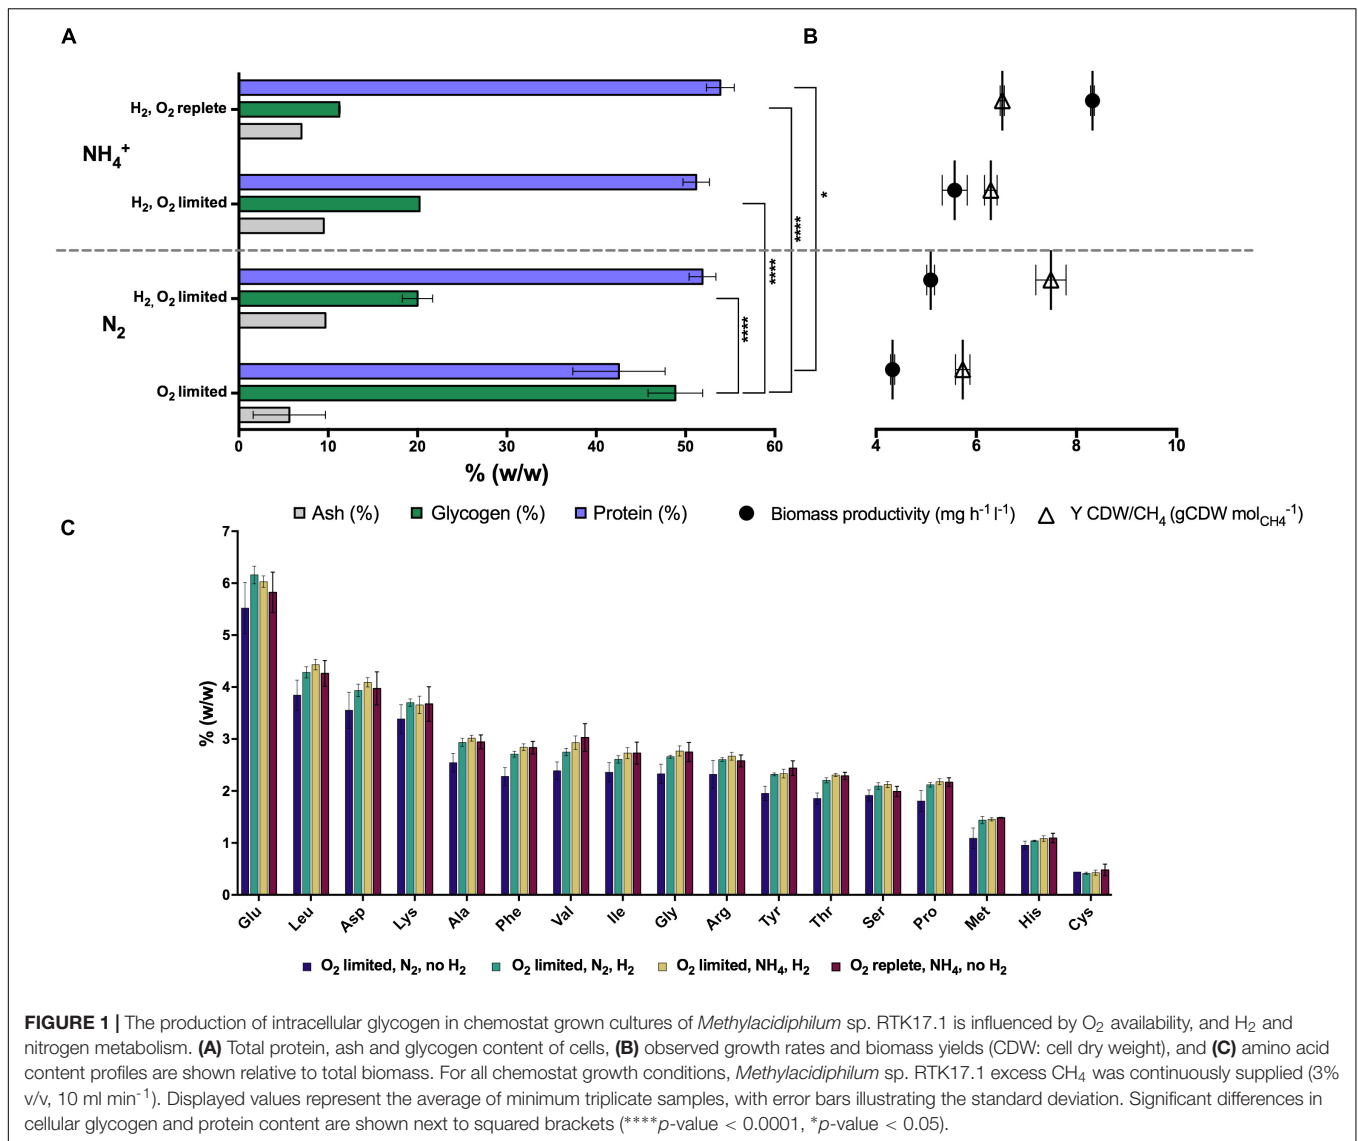 A
B
H2, O2 replete
NH4+
H2, O2 limited
H2, O2 limited
N2
O2 limited
*
****
****
****
0 10 20 30 40 50 60
% (w/w)
4 6 8 10
Ash (%) Glycogen (%) Protein (%) Biomass productivity (mg h-1 l-1) Y CDW/CH4 (gCDW molCH4-1)
C
7
6
5
4
3
2
1
0
% (w/w)
Glu Leu Asp Lys Ala Phe Val Ile Gly Arg Tyr Thr Ser Pro Met His Cys
O2 limited, N2, no H2 O2 limited, N2, H2 O2 limited, NH4, H2 O2 replete, NH4, no H2
FIGURE 1 | The production of intracellular glycogen in chemostat grown cultures of Methylacidiphilum sp. RTK17.1 is influenced by O2 availability, and H2 and
nitrogen metabolism. (A) Total protein, ash and glycogen content of cells, (B) observed growth rates and biomass yields (CDW: cell dry weight), and (C) amino acid
content profiles are shown relative to total biomass. For all chemostat growth conditions, Methylacidiphilum sp. RTK17.1 excess CH4 was continuously supplied (3%
v/v, 10 ml min-1). Displayed values represent the average of minimum triplicate samples, with error bars illustrating the standard deviation. Significant differences in
cellular glycogen and protein content are shown next to squared brackets (****p-value < 0.0001, *p-value < 0.05).